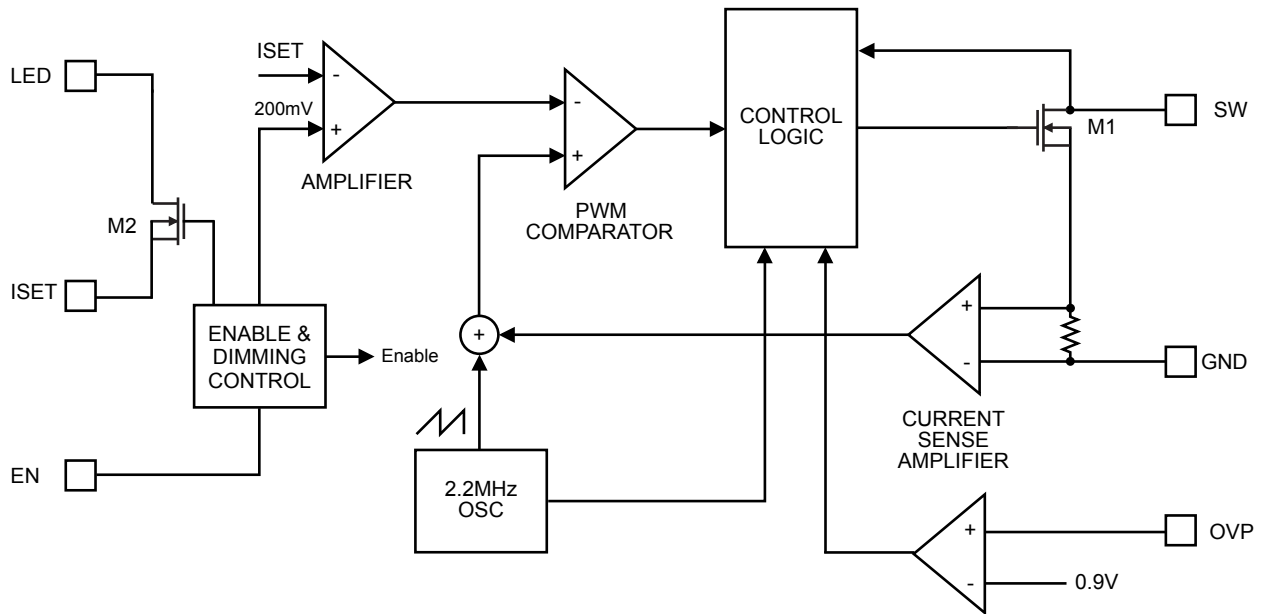 LED
ISET
-
200mV
+
AMPLIFIER
M2
ISET
ENABLE &
DIMMING
CONTROL
Enable
EN
-
+
PWM
COMPARATOR
CONTROL
LOGIC
M1
SW
+
2.2MHz
OSC
+
-
CURRENT
SENSE
AMPLIFIER
GND
+
-
OVP
0.9V